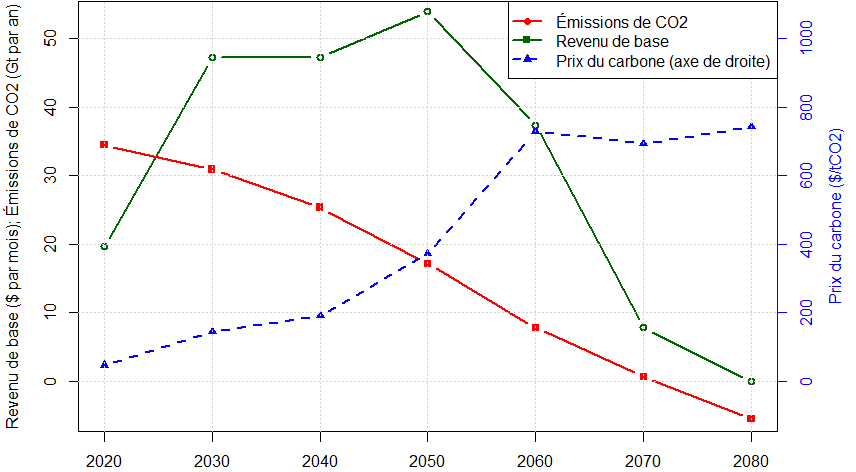 Émissions de CO2
Revenu de base
Prix du carbone (axe de droite)
Revenu de base ($ par mois); Émissions de CO2 (Gt par an)
50
40
30
20
10
0
1000
800
600
400
200
0
Prix du carbone ($/tCO2)
2020 2030 2040 2050 2060 2070 2080